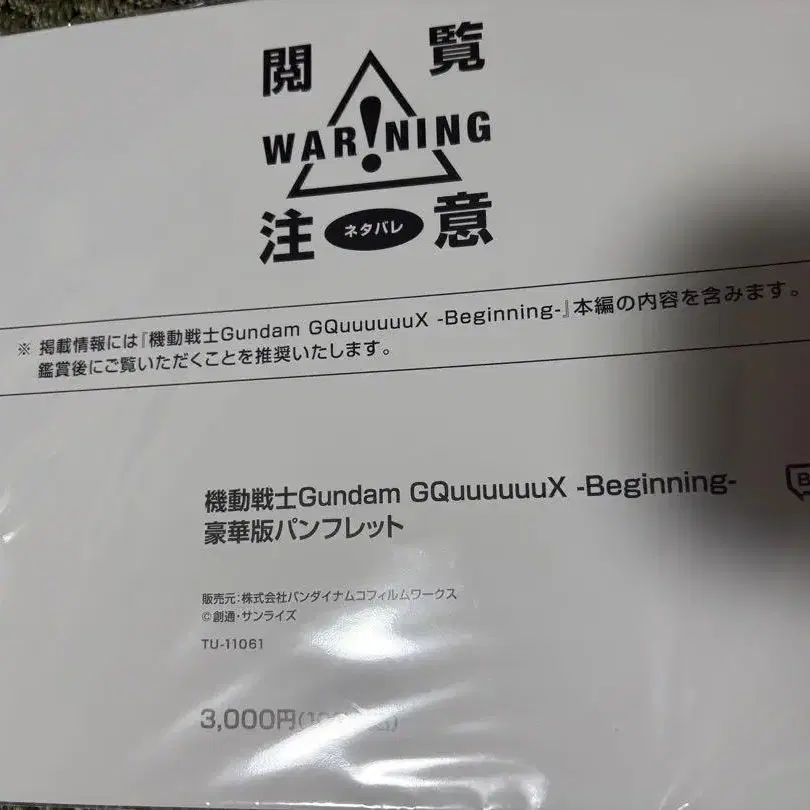 閲覧
WARNING
注意
ネタバレ
※ 掲載情報には『機動戦士Gundam GQuuuuuuX -Beginning-』本編の内容を含みます。
鑑賞後にご覧いただくことを推奨いたします。
機動戦士Gundam GQuuuuuuX -Beginning-
豪華版パンフレット
販売元:株式会社バンダイナムコフィルムワークス
©創通・サンライズ
TU-11061
3,000円